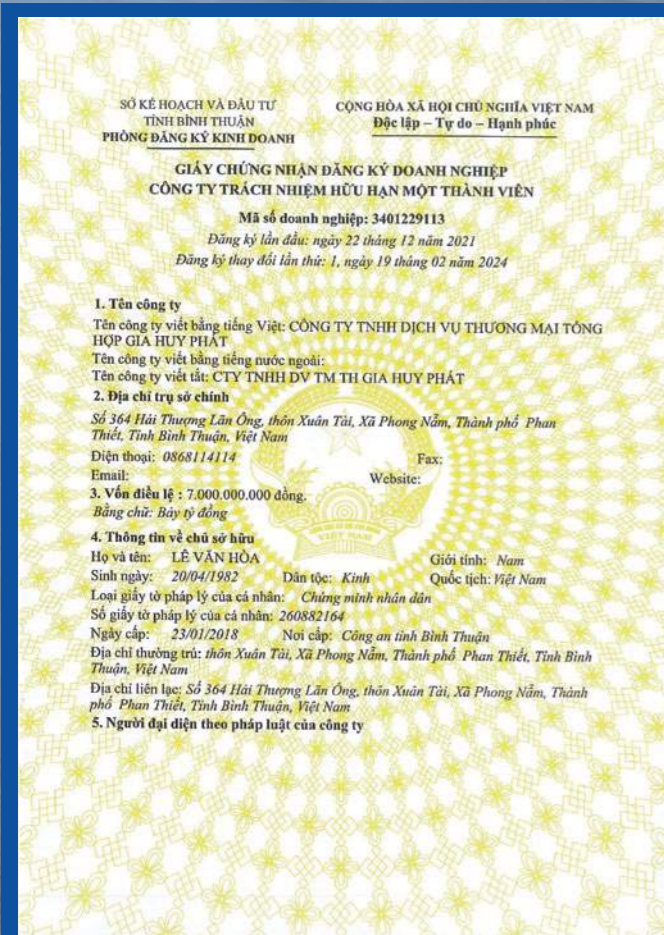 SỞ KẾ HOẠCH VÀ ĐẦU TƯ
TỈNH BÌNH THUẬN
PHÒNG ĐĂNG KÝ KINH DOANH
CỘNG HÒA XÃ HỘI CHỦ NGHĨA VIỆT NAM
Độc lập – Tự do – Hạnh phúc
GIẤY CHỨNG NHẬN ĐĂNG KÝ DOANH NGHIỆP
CÔNG TY TRÁCH NHIỆM HỮU HẠN MỘT THÀNH VIÊN
Mã số doanh nghiệp: 3401229113
Đăng ký lần đầu: ngày 22 tháng 12 năm 2021
Đăng ký thay đổi lần thứ: 1, ngày 19 tháng 02 năm 2024
1. Tên công ty
Tên công ty viết bằng tiếng Việt: CÔNG TY TNHH DỊCH VỤ THƯƠNG MẠI TỔNG
HỢP GIA HUY PHÁT
Tên công ty viết bằng tiếng nước ngoài:
Tên công ty viết tắt: CTY TNHH DV TM TH GIA HUY PHÁT
2. Địa chỉ trụ sở chính
Số 364 Hải Thượng Lãn Ông, thôn Xuân Tài, Xã Phong Nẫm, Thành phố Phan
Thiết, Tỉnh Bình Thuận, Việt Nam
Điện thoại: 0868114114 Fax:
Email: Website:
3. Vốn điều lệ : 7.000.000.000 đồng.
Bằng chữ: Bảy tỷ đồng
4. Thông tin về chủ sở hữu
Họ và tên: LÊ VĂN HÒA Giới tính: Nam
Sinh ngày: 20/04/1982 Dân tộc: Kinh Quốc tịch: Việt Nam
Loại giấy tờ pháp lý của cá nhân: Chứng minh nhân dân
Số giấy tờ pháp lý của cá nhân: 260882164
Ngày cấp: 23/01/2018 Nơi cấp: Công an tỉnh Bình Thuận
Địa chỉ thường trú: thôn Xuân Tài, Xã Phong Nẫm, Thành phố Phan Thiết, Tỉnh Bình
Thuận, Việt Nam
Địa chỉ liên lạc: Số 364 Hải Thượng Lãn Ông, thôn Xuân Tài, Xã Phong Nẫm, Thành
phố Phan Thiết, Tỉnh Bình Thuận, Việt Nam
5. Người đại diện theo pháp luật của công ty
VIỆT NAM